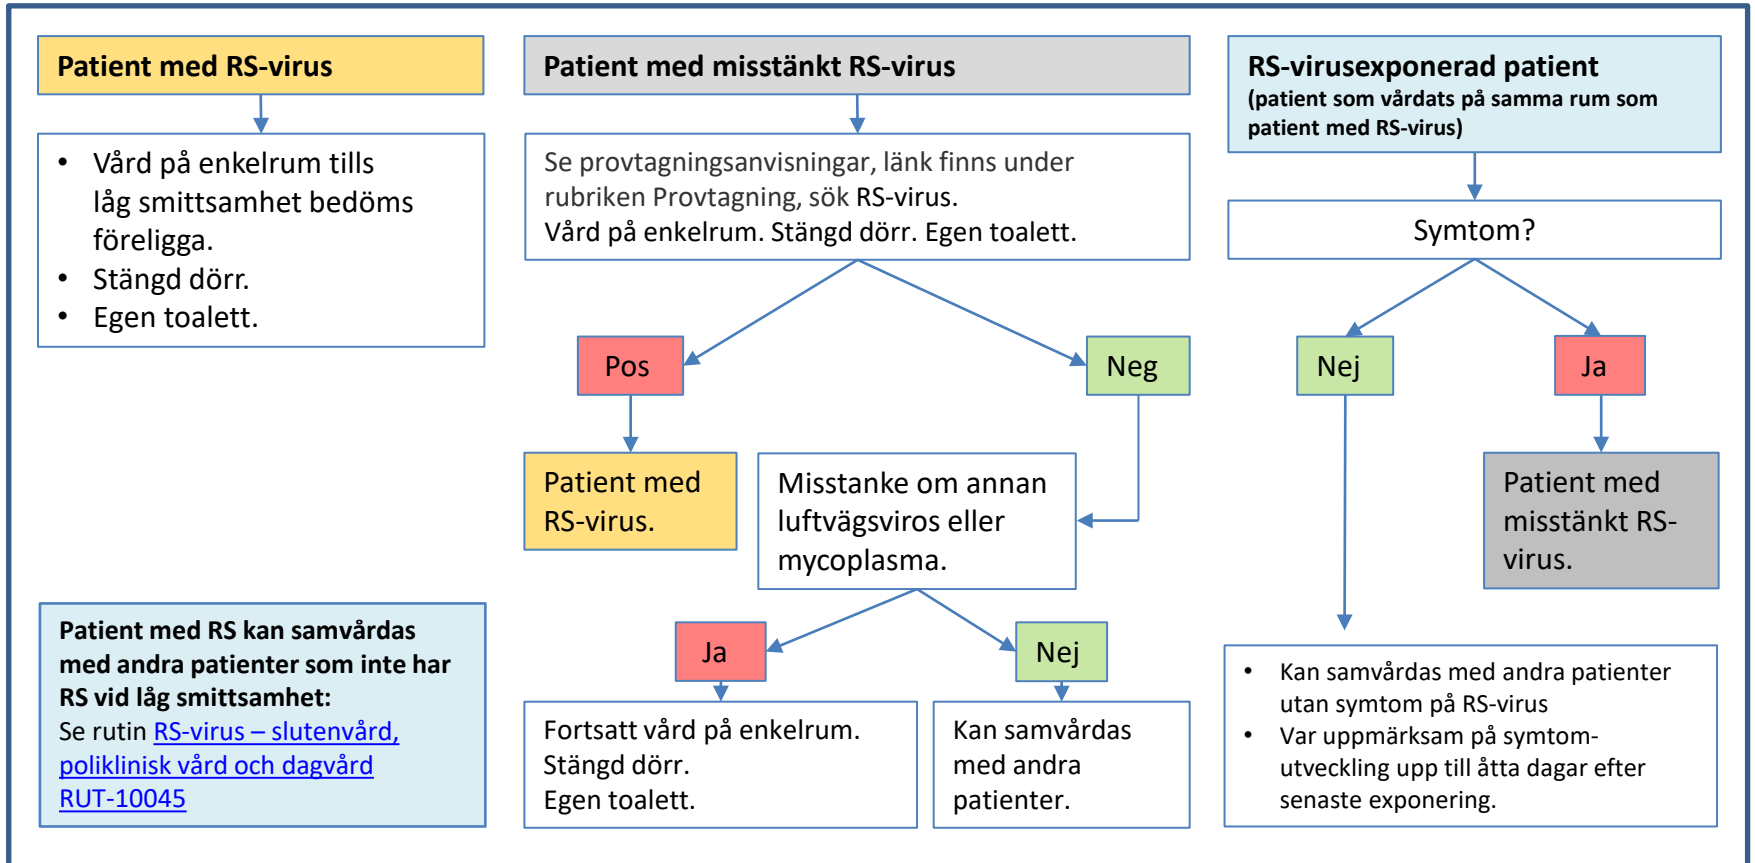 Patient med RS-virus
• Vård på enkelrum tills
låg smittsamhet bedöms
föreligga.
• Stängd dörr.
• Egen toalett.
Patient med RS kan samvårdas
med andra patienter som inte har
RS vid låg smittsamhet:
Se rutin RS-virus – slutenvård,
poliklinisk vård och dagvård
RUT-10045
Patient med misstänkt RS-virus
Se provtagningsanvisningar, länk finns under
rubriken Provtagning, sök RS-virus.
Vård på enkelrum. Stängd dörr. Egen toalett.
Pos
Neg
Patient med
RS-virus.
Misstanke om annan
luftvägsviros eller
mycoplasma.
Ja
Nej
Fortsatt vård på enkelrum.
Stängd dörr.
Egen toalett.
Kan samvårdas
med andra
patienter.
RS-virusexponerad patient
(patient som vårdats på samma rum som
patient med RS-virus)
Symtom?
Nej
Ja
Patient med
misstänkt RS-
virus.
• Kan samvårdas med andra patienter
utan symtom på RS-virus
• Var uppmärksam på symtom-
utveckling upp till åtta dagar efter
senaste exponering.